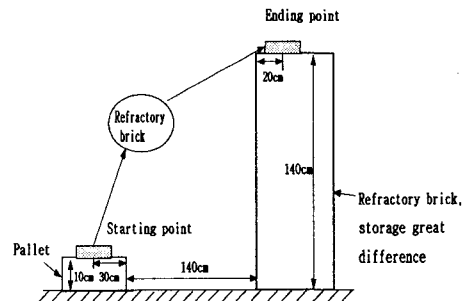 Ending point
20cm
Refractory
brick
140cm
Refractory brick,
storage great
difference
Starting point
Pallet
10cm
30cm
140cm